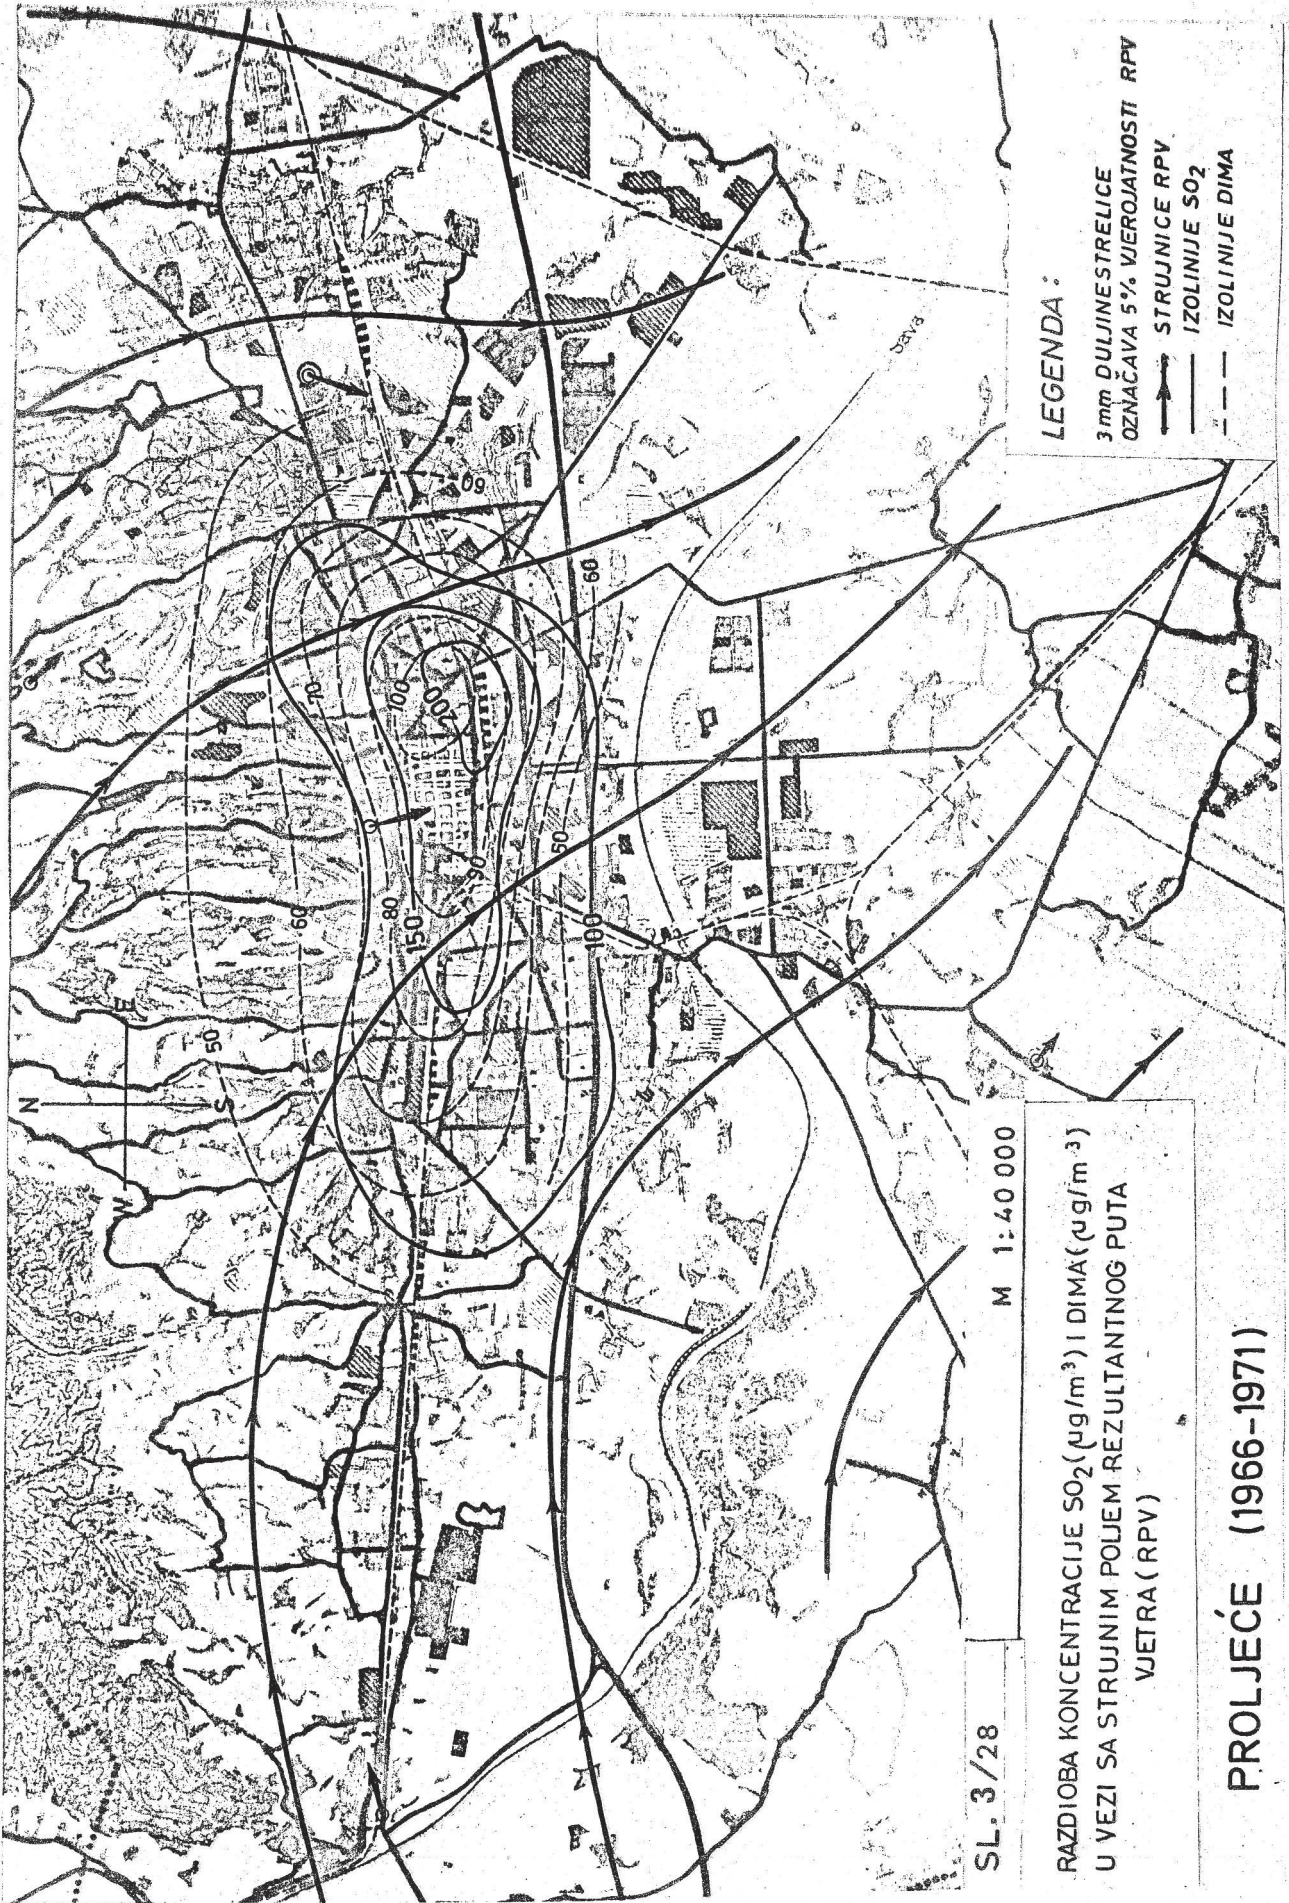 N
W
E
S
50
60
70
80
150
90
100
200
60
100
60
60
Sava
LEGENDA:
3mm DULJINE STRELICE
OZNAČAVA 5% VJEROJATNOSTI RPV
STRUJNICE RPV
IZOLINIJE SO2
IZOLINIJE DIMA
SL. 3/28
M 1:40 000
RAZDIOBA KONCENTRACIJE SO2(µg/m3) I DIMA(µg/m-3)
U VEZI SA STRUJNIM POLJEM REZULTANTNOG PUTA
VJETRA (RPV)
PROLJEĆE (1966-1971)